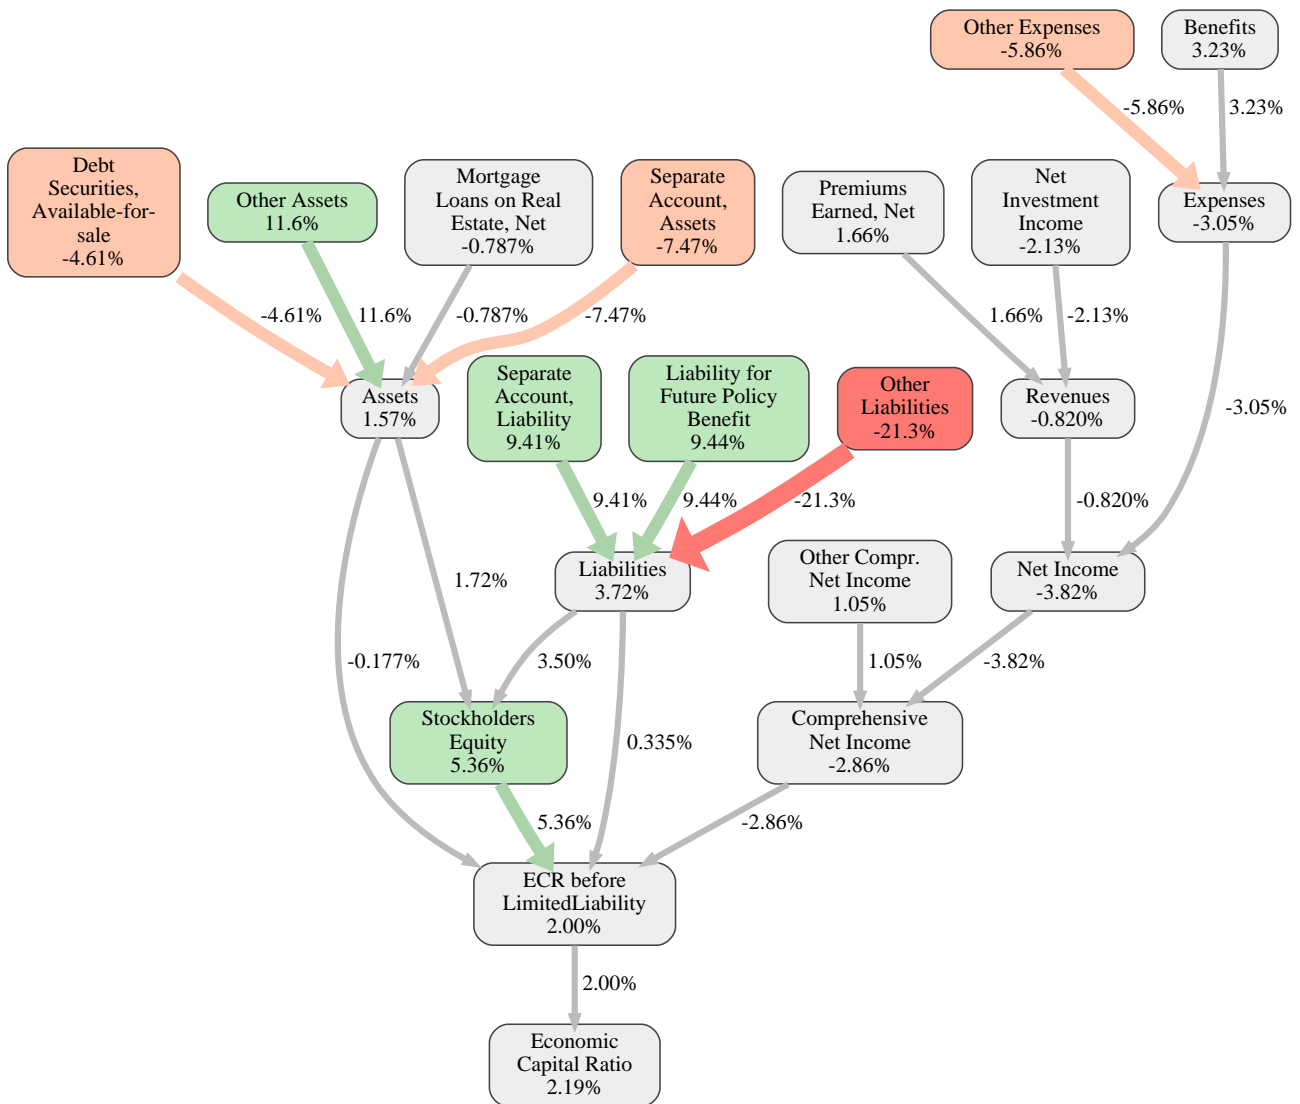 Other Expenses
-5.86%
Benefits
3.23%
-5.86%
3.23%
Debt
Securities,
Available-for-
sale
-4.61%
Other Assets
11.6%
Mortgage
Loans on Real
Estate, Net
-0.787%
Separate
Account,
Assets
-7.47%
Premiums
Earned, Net
1.66%
Net
Investment
Income
-2.13%
Expenses
-3.05%
-4.61%
11.6%
-0.787%
-7.47%
1.66%
-2.13%
-3.05%
Assets
1.57%
Separate
Account,
Liability
9.41%
Liability for
Future Policy
Benefit
9.44%
Other
Liabilities
-21.3%
Revenues
-0.820%
9.41%
9.44%
-21.3%
-0.820%
1.72%
Liabilities
3.72%
Other Compr.
Net Income
1.05%
Net Income
-3.82%
-0.177%
3.50%
1.05%
-3.82%
Stockholders
Equity
5.36%
0.335%
Comprehensive
Net Income
-2.86%
5.36%
-2.86%
ECR before
LimitedLiability
2.00%
2.00%
Economic
Capital Ratio
2.19%